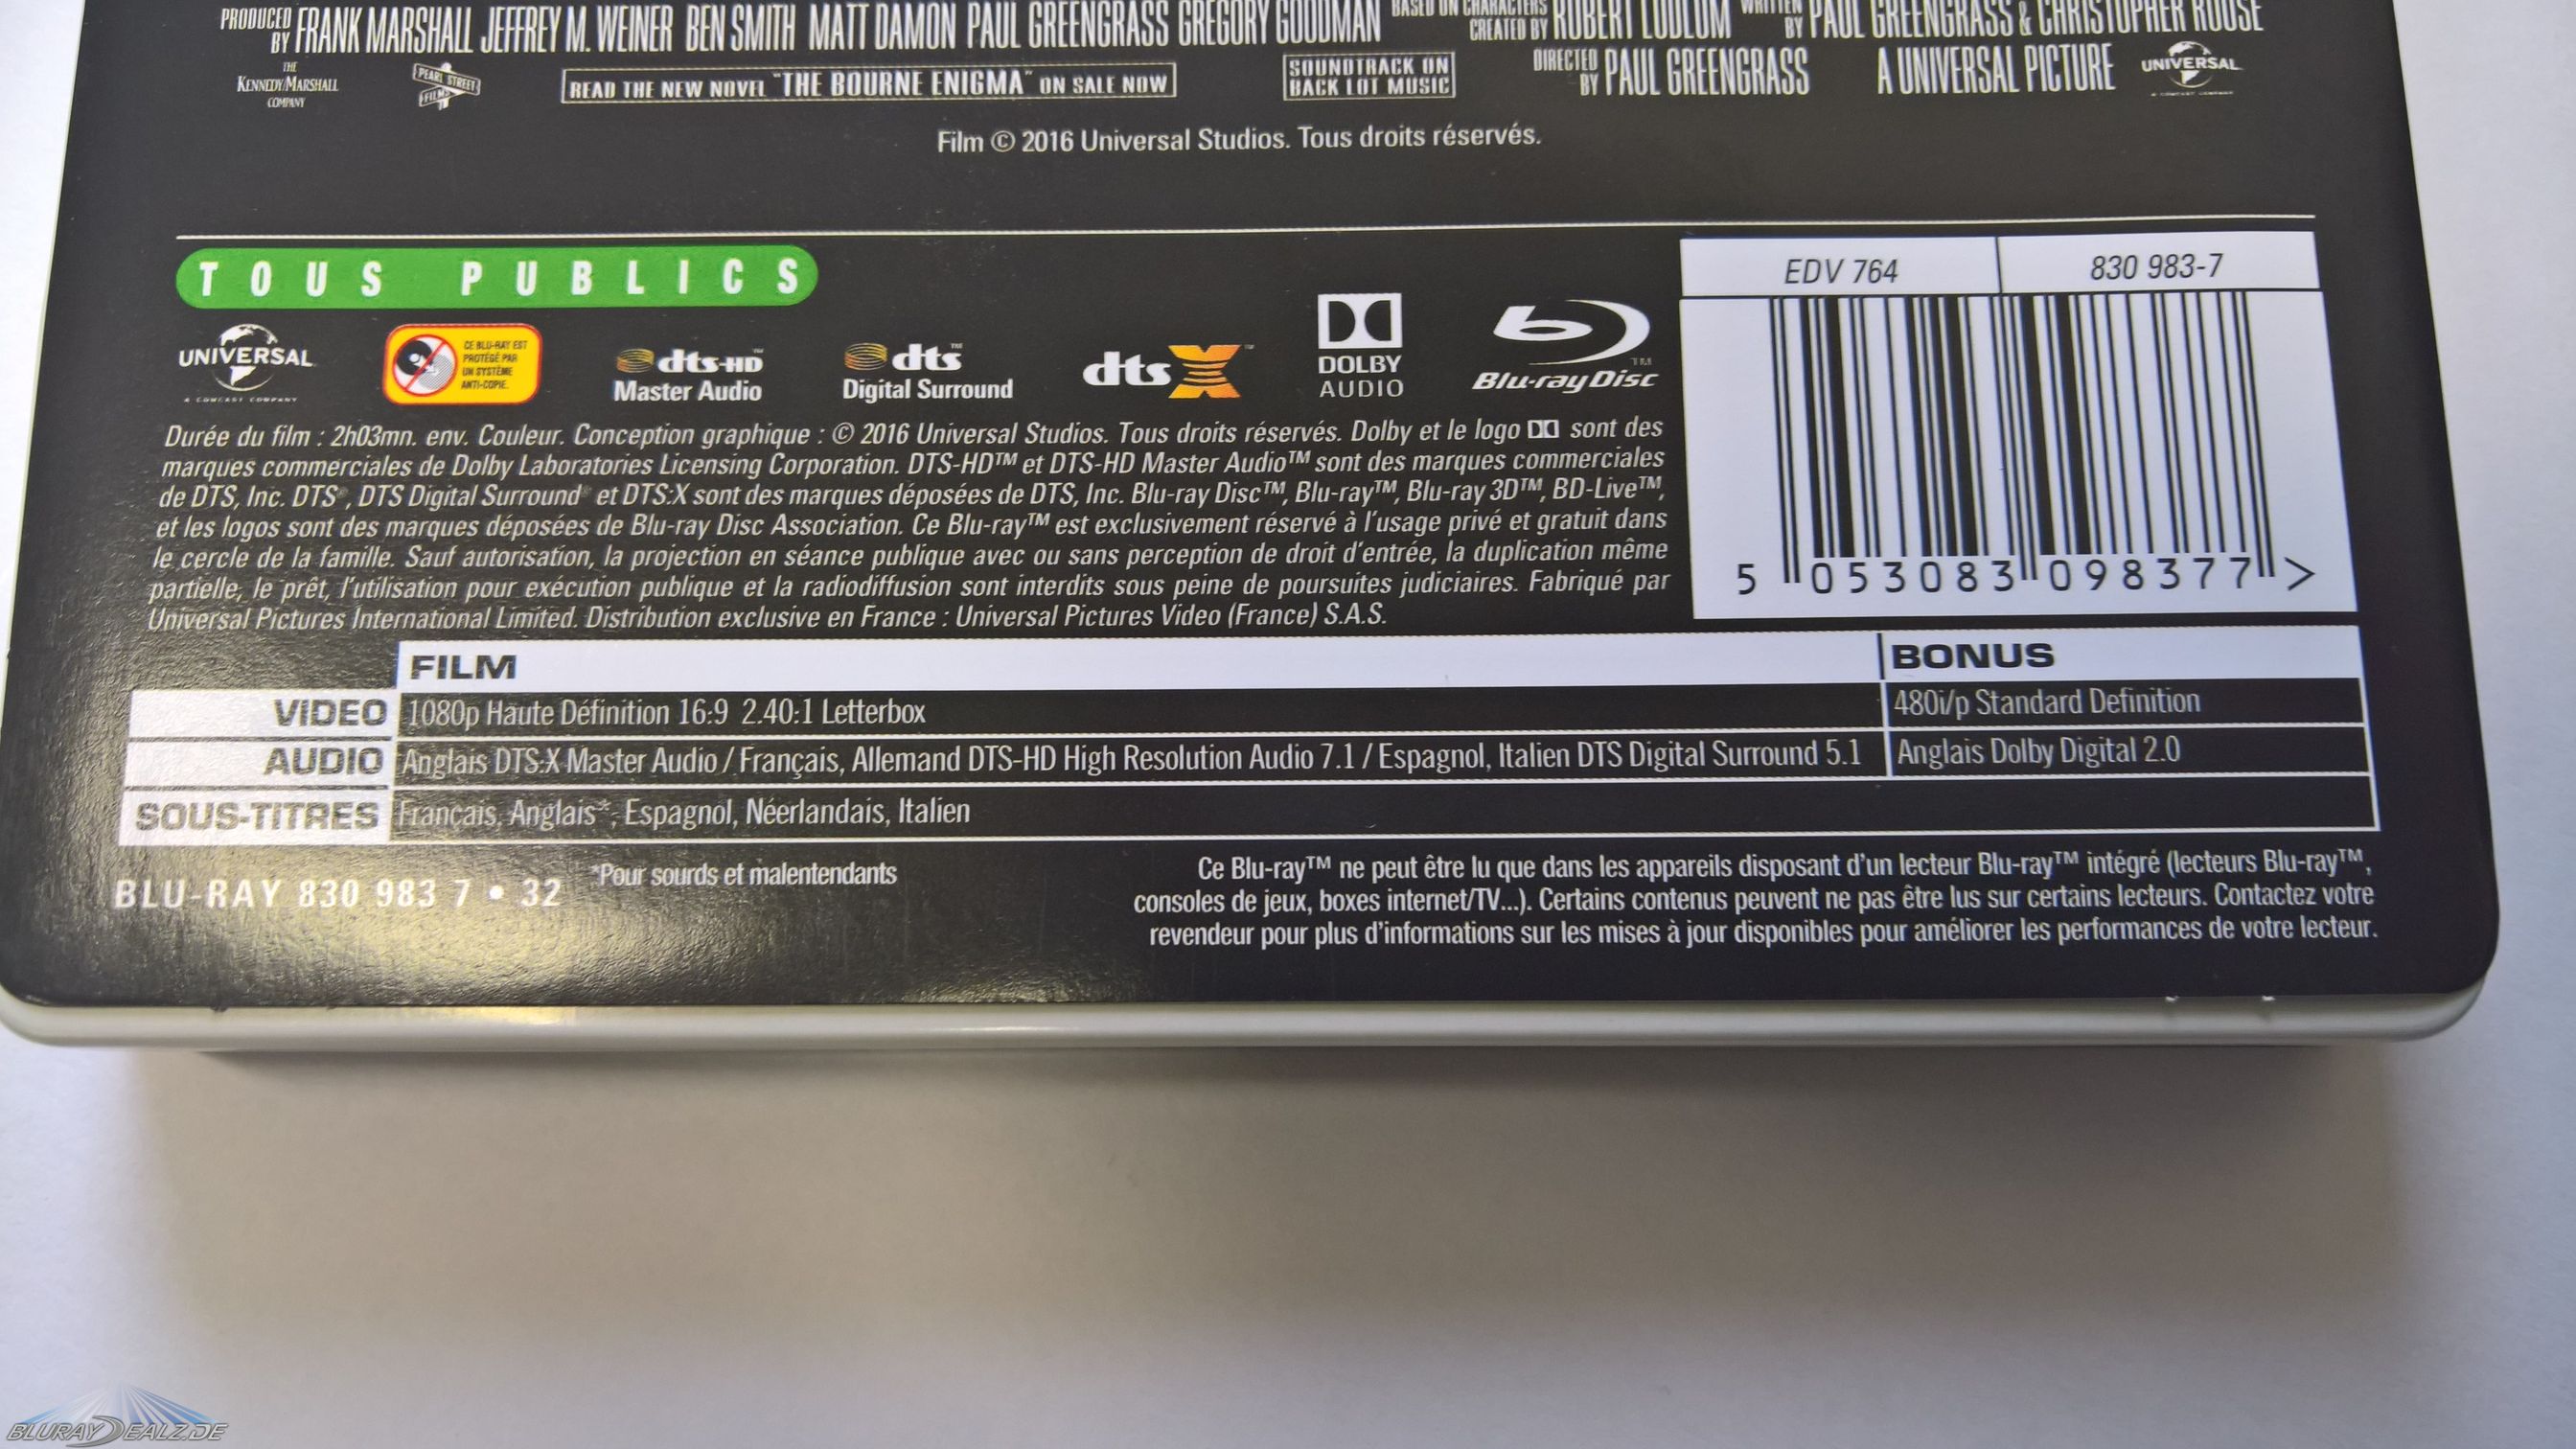 PRODUCED BY FRANK MARSHALL JEFFREY M. WEINER BEN SMITH MATT DAMON PAUL GREENGRASS GREGORY GOODMAN BASED ON CHARACTERS CREATED BY ROBERT LUDLUM WRITTEN BY PAUL GREENGRASS & CHRISTOPHER ROUSE
THE KENNEDY/MARSHALL COMPANY
PEARL STREET FILMS
READ THE NEW NOVEL "THE BOURNE ENIGMA" ON SALE NOW
SOUNDTRACK ON
BACK LOT MUSIC
DIRECTED BY PAUL GREENGRASS
A UNIVERSAL PICTURE
UNIVERSAL
A COMCAST COMPANY
Film © 2016 Universal Studios. Tous droits réservés.
TOUS PUBLICS
EDV 764
830 983-7
UNIVERSAL
A COMCAST COMPANY
CE BLU-RAY EST
PROTÉGÉ PAR
UN SYSTÈME
ANTI-COPIE.
dts-HD™
Master Audio
dts™
Digital Surround
dts X™
DOLBY
AUDIO
Blu-ray Disc™
5 053083 098377 >
Durée du film : 2h03mn. env. Couleur. Conception graphique : © 2016 Universal Studios. Tous droits réservés. Dolby et le logo sont des
marques commerciales de Dolby Laboratories Licensing Corporation. DTS-HD™ et DTS-HD Master Audio™ sont des marques commerciales
de DTS, Inc. DTS®, DTS Digital Surround® et DTS:X sont des marques déposées de DTS, Inc. Blu-ray Disc™, Blu-ray™, Blu-ray 3D™, BD-Live™,
et les logos sont des marques déposées de Blu-ray Disc Association. Ce Blu-ray™ est exclusivement réservé à l'usage privé et gratuit dans
le cercle de la famille. Sauf autorisation, la projection en séance publique avec ou sans perception de droit d'entrée, la duplication même
partielle, le prêt, l'utilisation pour exécution publique et la radiodiffusion sont interdits sous peine de poursuites judiciaires. Fabriqué par
Universal Pictures International Limited. Distribution exclusive en France : Universal Pictures Video (France) S.A.S.
FILM BONUS
VIDEO 1080p Haute Définition 16:9 2.40:1 Letterbox 480i/p Standard Definition
AUDIO Anglais DTS:X Master Audio / Français, Allemand DTS-HD High Resolution Audio 7.1 / Espagnol, Italien DTS Digital Surround 5.1 Anglais Dolby Digital 2.0
SOUS-TITRES Français, Anglais*, Espagnol, Néerlandais, Italien
BLU-RAY 830 983 7 • 32
*Pour sourds et malentendants
Ce Blu-ray™ ne peut être lu que dans les appareils disposant d'un lecteur Blu-ray™ intégré (lecteurs Blu-ray™,
consoles de jeux, boxes internet/TV...). Certains contenus peuvent ne pas être lus sur certains lecteurs. Contactez votre
revendeur pour plus d'informations sur les mises à jour disponibles pour améliorer les performances de votre lecteur.
BLURAYDEALZ.DE